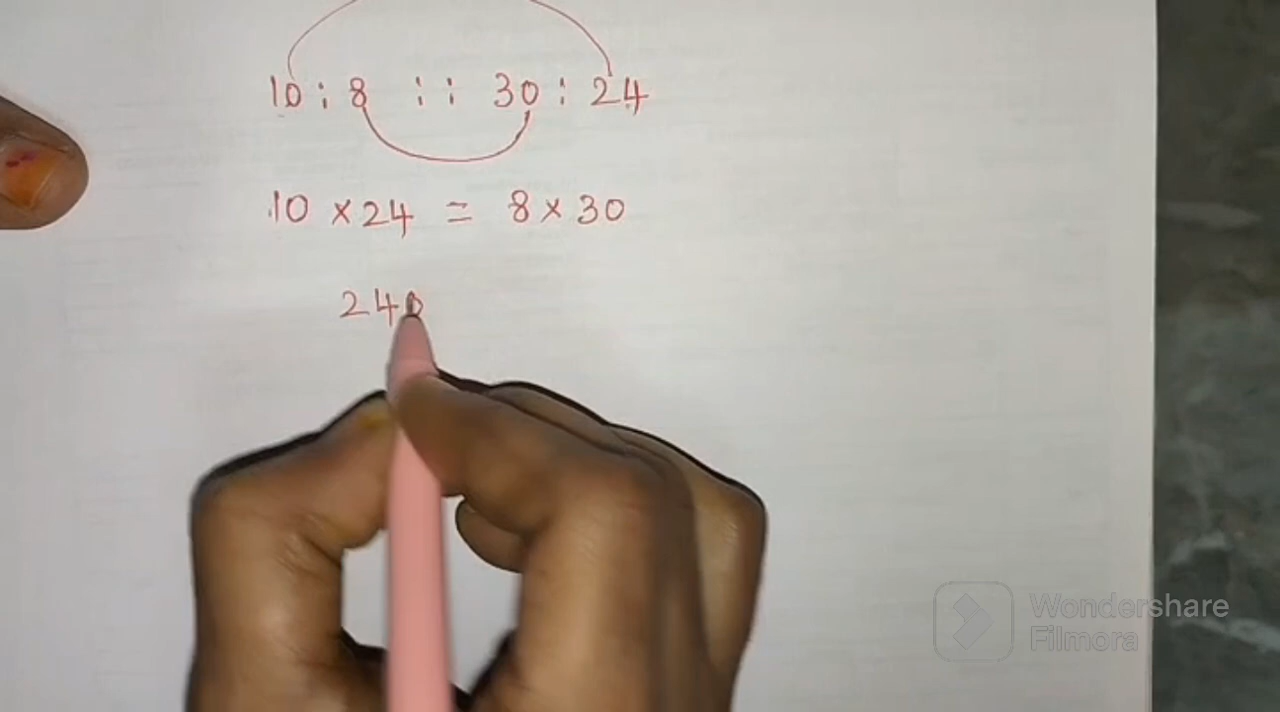 10 : 8 :: 30 : 24
10 × 24 = 8 × 30
240
Wondershare
Filmora